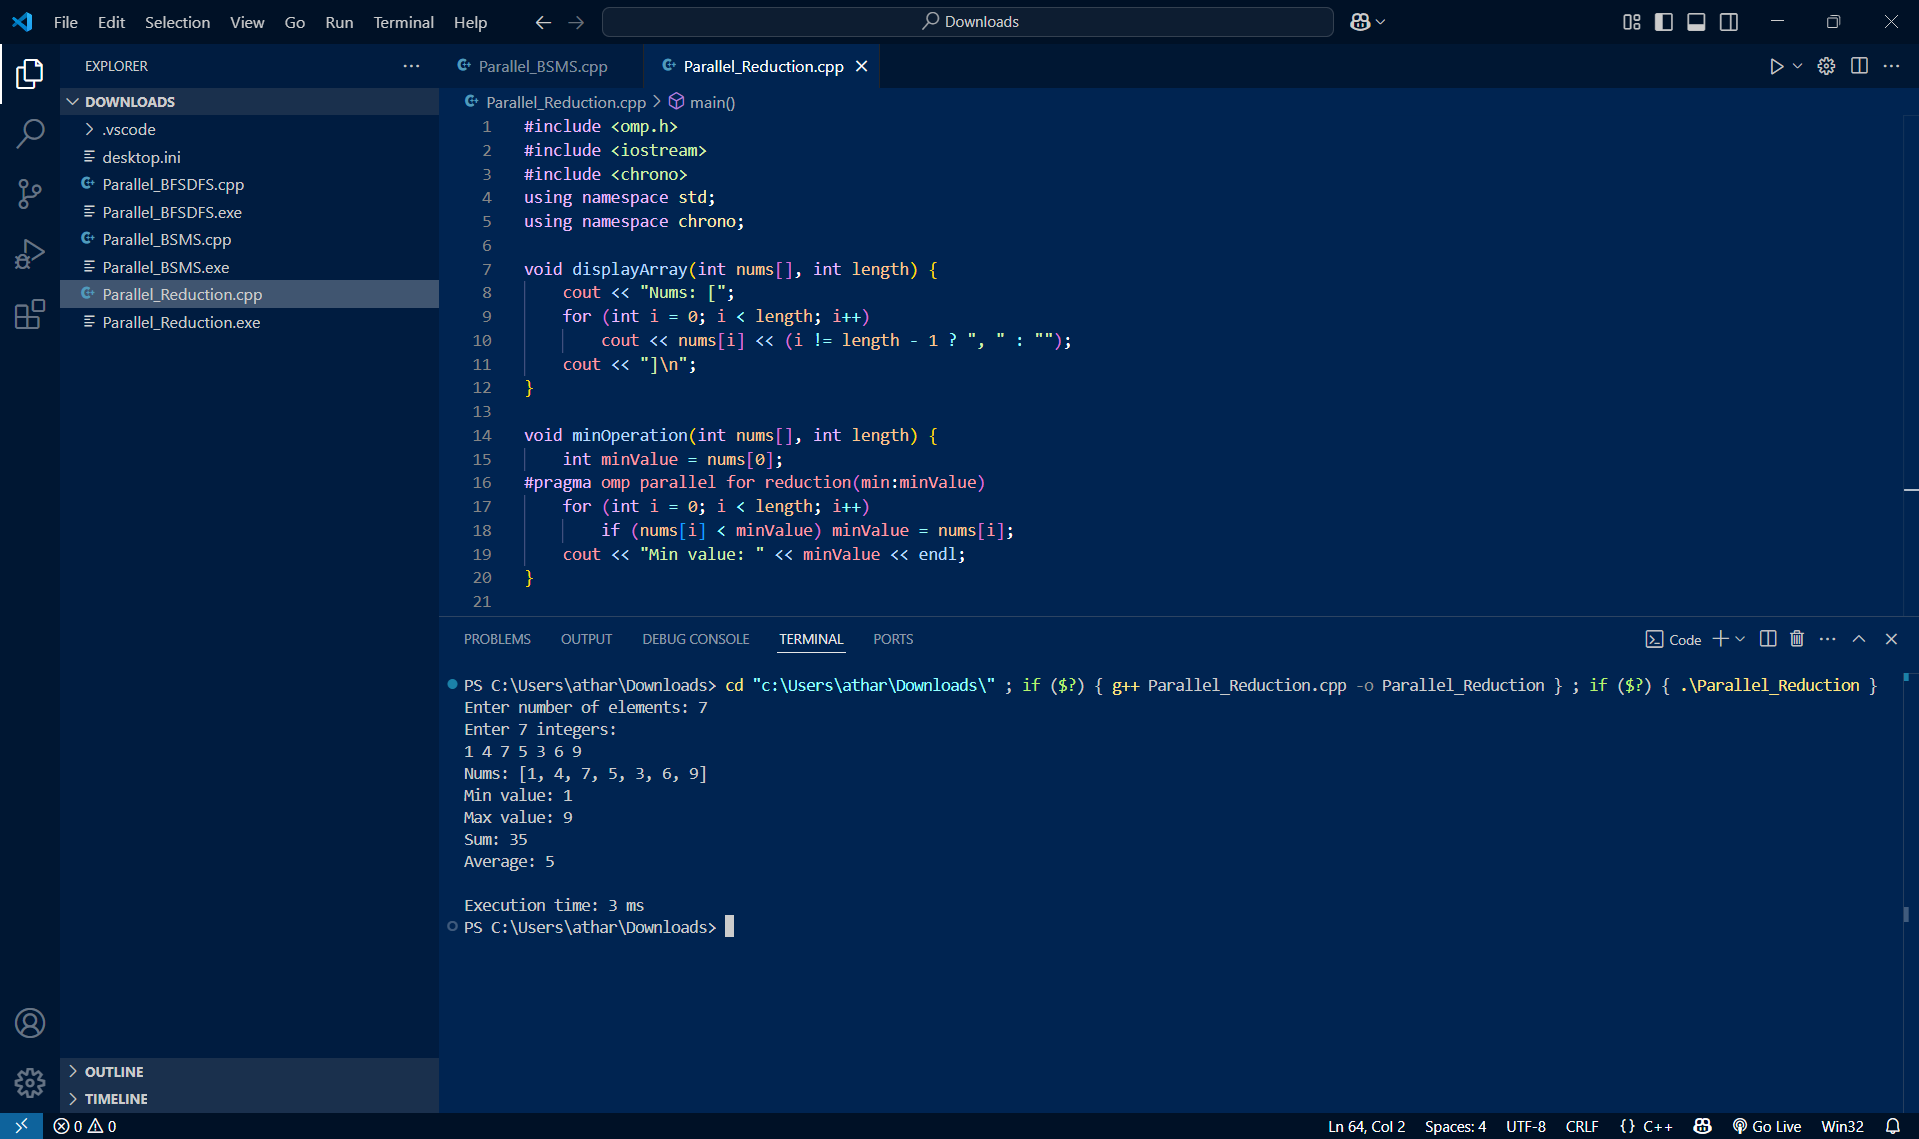 File Edit Selection View Go Run Terminal Help
Downloads
EXPLORER
DOWNLOADS
.vscode
desktop.ini
Parallel_BFSDFS.cpp
Parallel_BFSDFS.exe
Parallel_BSMS.cpp
Parallel_BSMS.exe
Parallel_Reduction.cpp
Parallel_Reduction.exe
OUTLINE
TIMELINE
Parallel_BSMS.cpp
Parallel_Reduction.cpp
Parallel_Reduction.cpp > main()
1 #include <omp.h>
2 #include <iostream>
3 #include <chrono>
4 using namespace std;
5 using namespace chrono;
6
7 void displayArray(int nums[], int length) {
8 cout << "Nums: [";
9 for (int i = 0; i < length; i++)
10 cout << nums[i] << (i != length - 1 ? ", " : "");
11 cout << "]\n";
12 }
13
14 void minOperation(int nums[], int length) {
15 int minValue = nums[0];
16 #pragma omp parallel for reduction(min:minValue)
17 for (int i = 0; i < length; i++)
18 if (nums[i] < minValue) minValue = nums[i];
19 cout << "Min value: " << minValue << endl;
20 }
21
PROBLEMS OUTPUT DEBUG CONSOLE TERMINAL PORTS
Code
PS C:\Users\athar\Downloads> cd "c:\Users\athar\Downloads\" ; if ($?) { g++ Parallel_Reduction.cpp -o Parallel_Reduction } ; if ($?) { .\Parallel_Reduction }
Enter number of elements: 7
Enter 7 integers:
1 4 7 5 3 6 9
Nums: [1, 4, 7, 5, 3, 6, 9]
Min value: 1
Max value: 9
Sum: 35
Average: 5
Execution time: 3 ms
PS C:\Users\athar\Downloads>
0 0
Ln 64, Col 2 Spaces: 4 UTF-8 CRLF {} C++ Go Live Win32